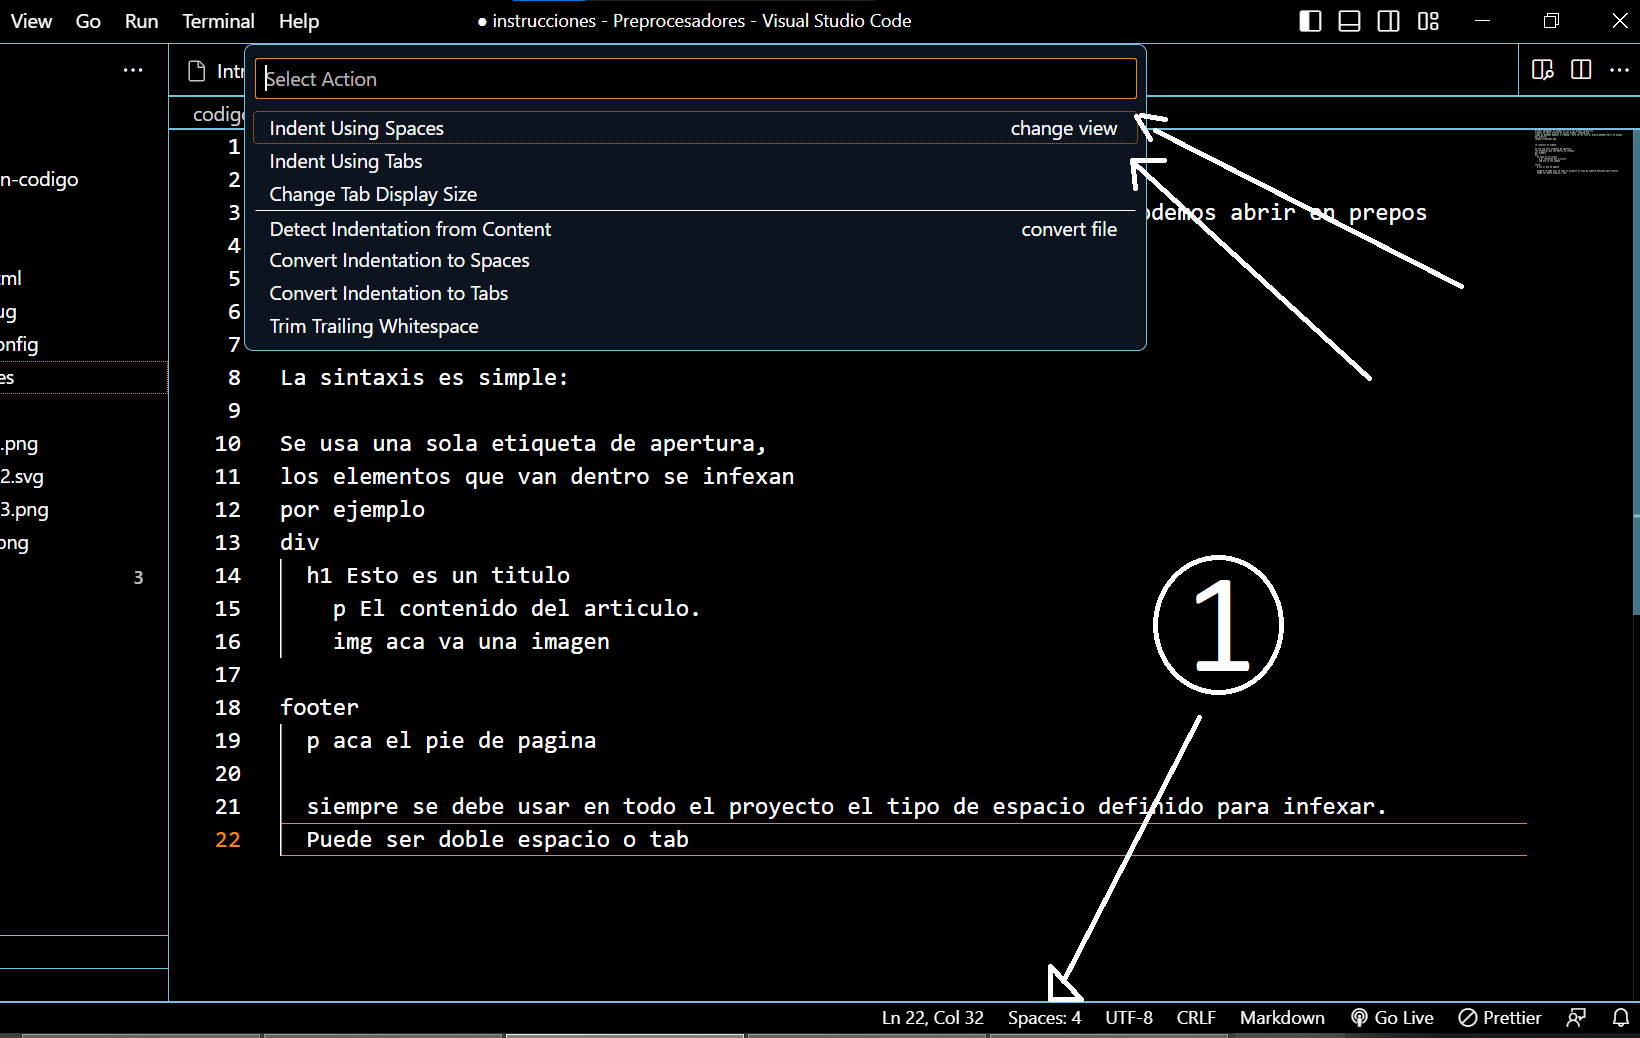 View Go Run Terminal Help
● instrucciones - Preprocesadores - Visual Studio Code
...
Intr
Select Action
codigo
Indent Using Spaces change view
Indent Using Tabs
Change Tab Display Size
Detect Indentation from Content convert file
Convert Indentation to Spaces
Convert Indentation to Tabs
Trim Trailing Whitespace
n-codigo
ml
ug
onfig
es
.png
2.svg
3.png
png
3
1
2
3 odemos abrir en prepos
4
5
6
7
8 La sintaxis es simple:
9
10 Se usa una sola etiqueta de apertura,
11 los elementos que van dentro se infexan
12 por ejemplo
13 div
14 h1 Esto es un titulo
15 p El contenido del articulo.
16 img aca va una imagen
17
18 footer
19 p aca el pie de pagina
20
21 siempre se debe usar en todo el proyecto el tipo de espacio definido para infexar.
22 Puede ser doble espacio o tab
1
Ln 22, Col 32 Spaces: 4 UTF-8 CRLF Markdown Go Live Prettier